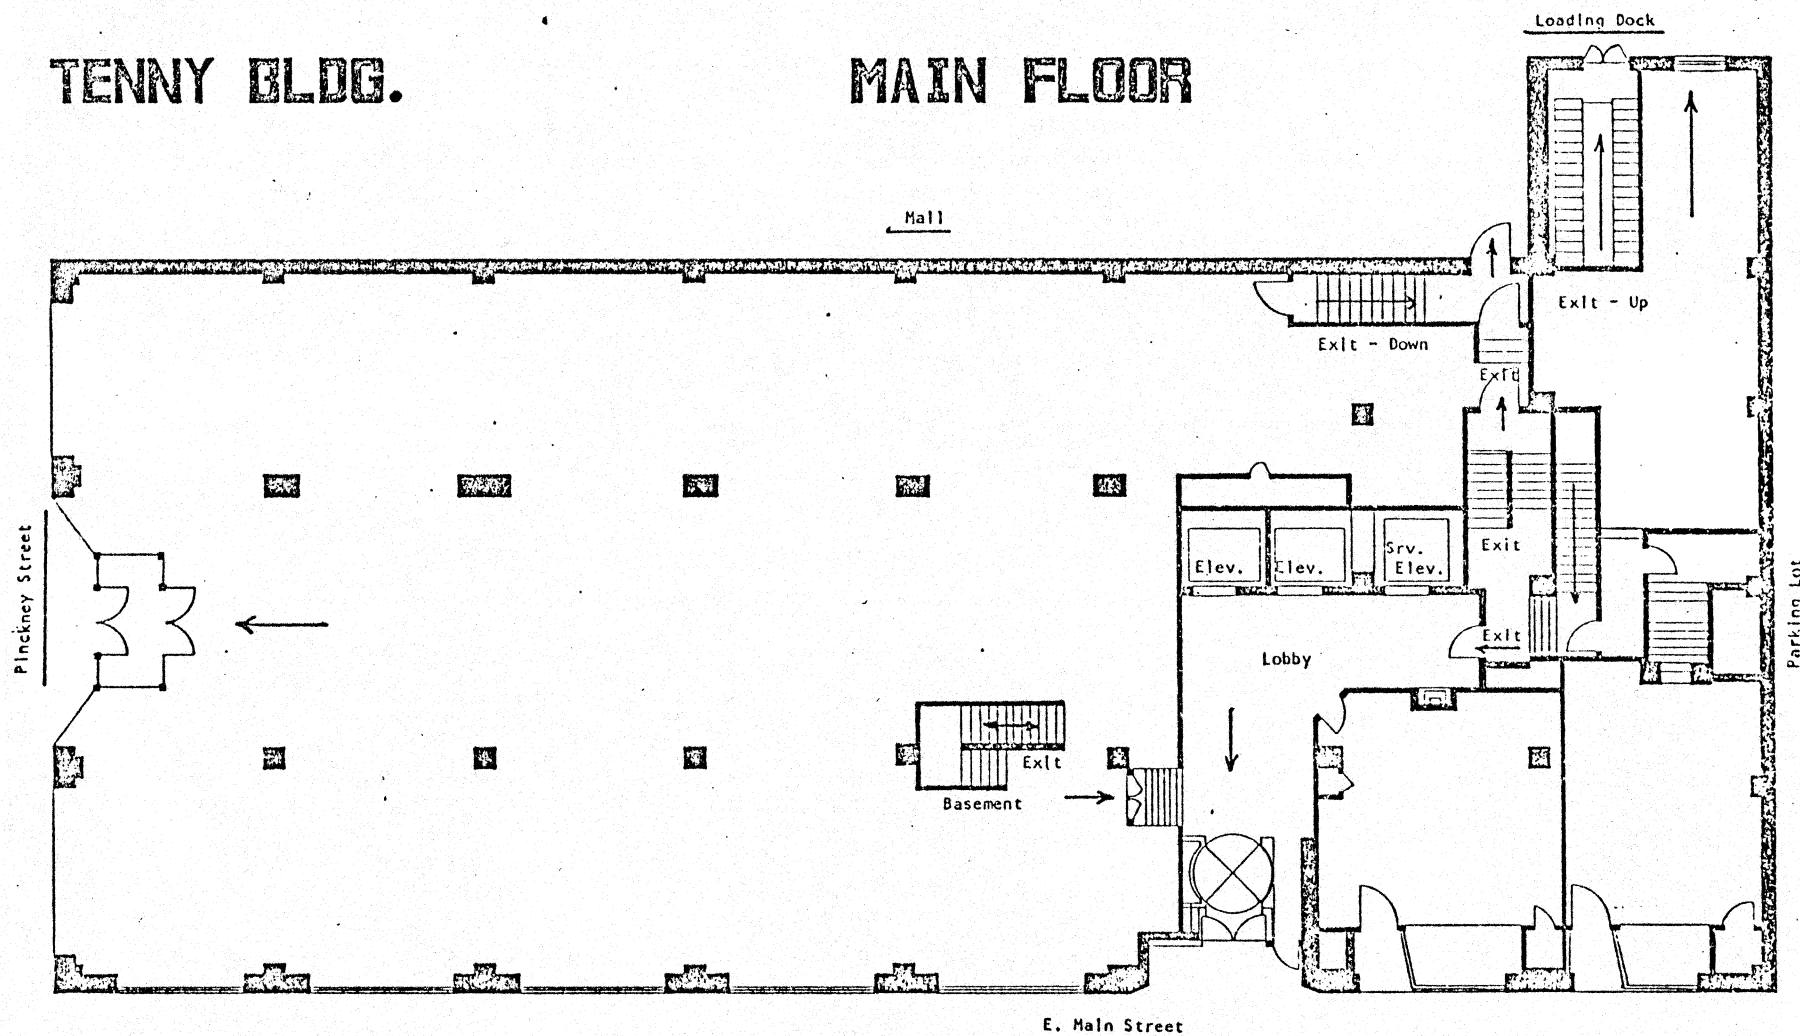 Loading Dock
TENNY BLDG.
MAIN FLOOR
Mall
Exit - Up
Exit - Down
Exit
Pinckney Street
Exit
Srv.
Elev.
Elev.
Elev.
Parking Lot
Exit
Lobby
Exit
Basement
E. Main Street